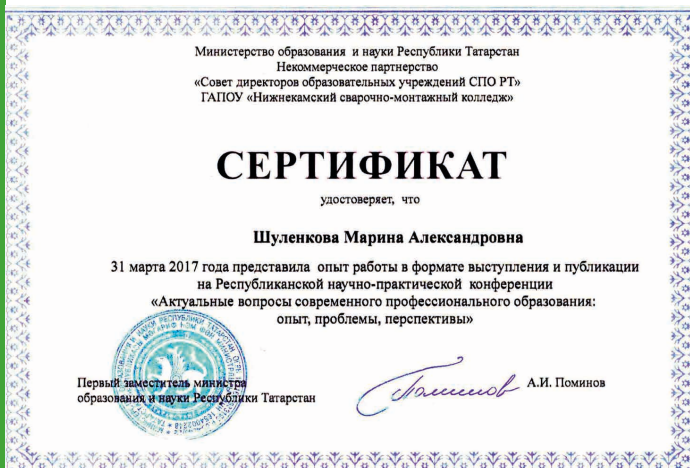 Министерство образования и науки Республики Татарстан
Некоммерческое партнерство
«Совет директоров образовательных учреждений СПО РТ»
ГАПОУ «Нижнекамский сварочно-монтажный колледж»
СЕРТИФИКАТ
удостоверяет, что
Шуленкова Марина Александровна
31 марта 2017 года представила опыт работы в формате выступления и публикации
на Республиканской научно-практической конференции
«Актуальные вопросы современного профессионального образования:
опыт, проблемы, перспективы»
Первый заместитель министра
образования и науки Республики Татарстан
А.И. Поминов